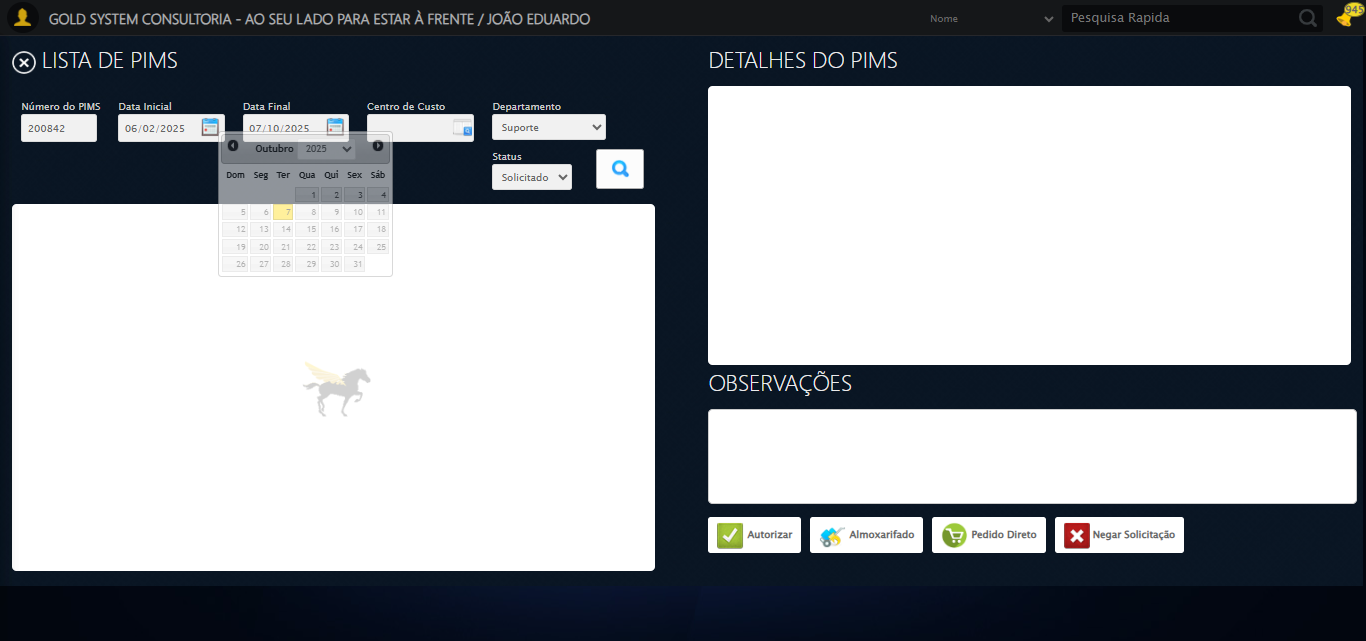 GOLD SYSTEM CONSULTORIA - AO SEU LADO PARA ESTAR À FRENTE / JOÃO EDUARDO
Nome
Pesquisa Rapida
945
LISTA DE PIMS
Número do PIMS
Data Inicial
Data Final
Centro de Custo
Departamento
200842
06/02/2025
07/10/2025
Suporte
Status
Solicitado
Outubro 2025
Dom Seg Ter Qua Qui Sex Sáb
1 2 3 4
5 6 7 8 9 10 11
12 13 14 15 16 17 18
19 20 21 22 23 24 25
26 27 28 29 30 31
DETALHES DO PIMS
OBSERVAÇÕES
Autorizar
Almoxarifado
Pedido Direto
Negar Solicitação